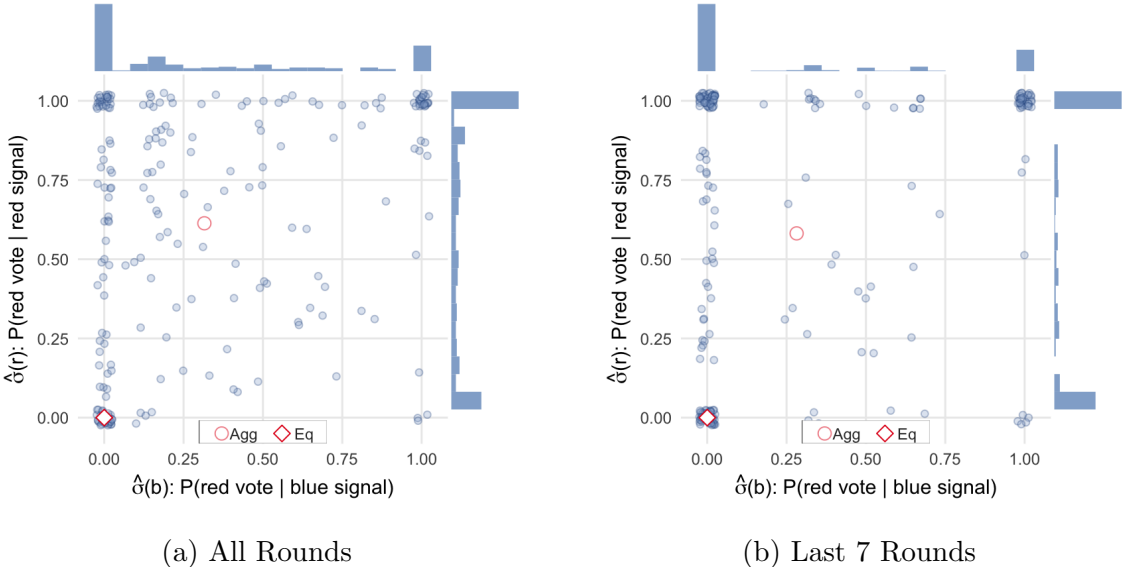 1.00
0.75
0.50
0.25
0.00
σ̂(r): P(red vote | red signal)
Agg
Eq
0.00 0.25 0.50 0.75 1.00
σ̂(b): P(red vote | blue signal)
(a) All Rounds
1.00
0.75
0.50
0.25
0.00
σ̂(r): P(red vote | red signal)
Agg
Eq
0.00 0.25 0.50 0.75 1.00
σ̂(b): P(red vote | blue signal)
(b) Last 7 Rounds